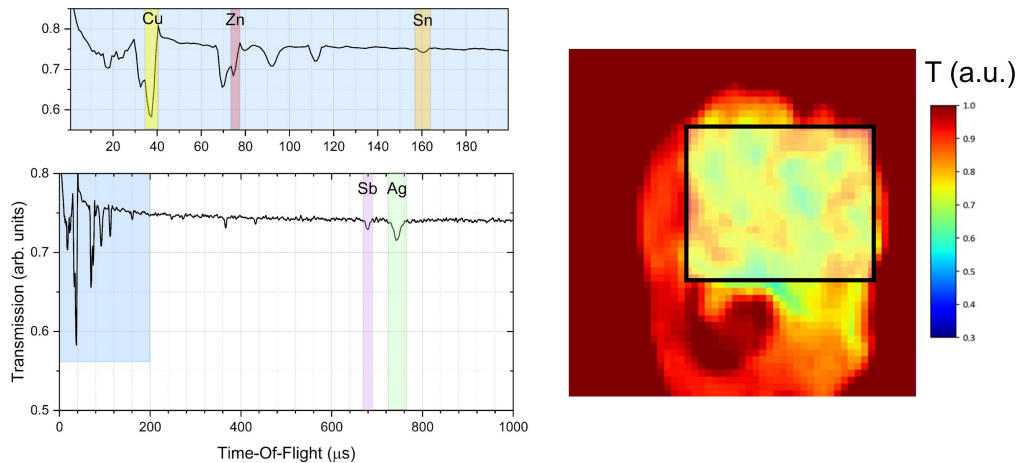 Cu Zn Sn
0.8
0.7
0.6
20 40 60 80 100 120 140 160 180
Transmission (arb. units)
Sb Ag
0.8
0.7
0.6
0.5
0 200 400 600 800 1000
Time-Of-Flight (μs)
T (a.u.)
1.0
0.9
0.8
0.7
0.6
0.5
0.4
0.3